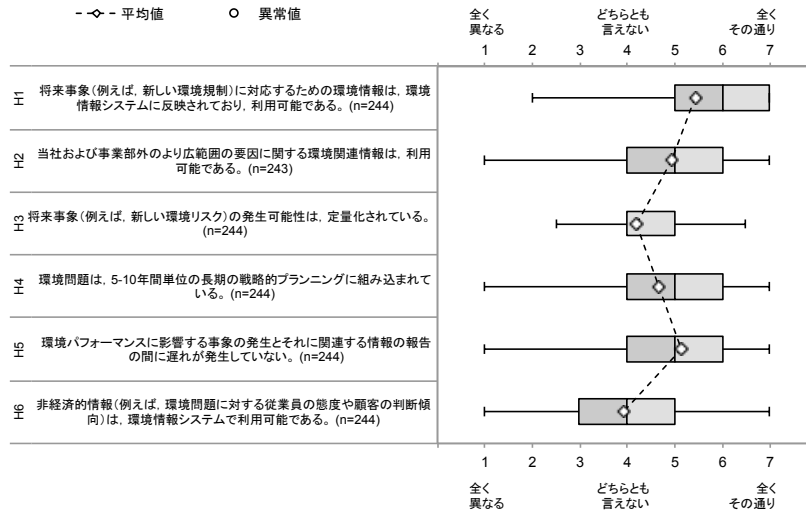 平均値 異常値
全く
異なる
どちらとも
言えない
全く
その通り
1 2 3 4 5 6 7
H1 将来事象（例えば，新しい環境規制）に対応するための環境情報は，環境
情報システムに反映されており，利用可能である。(n=244)
H2 当社および事業部外のより広範囲の要因に関する環境関連情報は，利用
可能である。(n=243)
H3 将来事象（例えば，新しい環境リスク）の発生可能性は，定量化されている。
(n=244)
H4 環境問題は，5-10年間単位の長期の戦略的プランニングに組み込まれて
いる。(n=244)
H5 環境パフォーマンスに影響する事象の発生とそれに関連する情報の報告
の間に遅れが発生していない。(n=244)
H6 非経済的情報（例えば，環境問題に対する従業員の態度や顧客の判断傾
向）は，環境情報システムで利用可能である。(n=244)
1 2 3 4 5 6 7
全く
異なる
どちらとも
言えない
全く
その通り